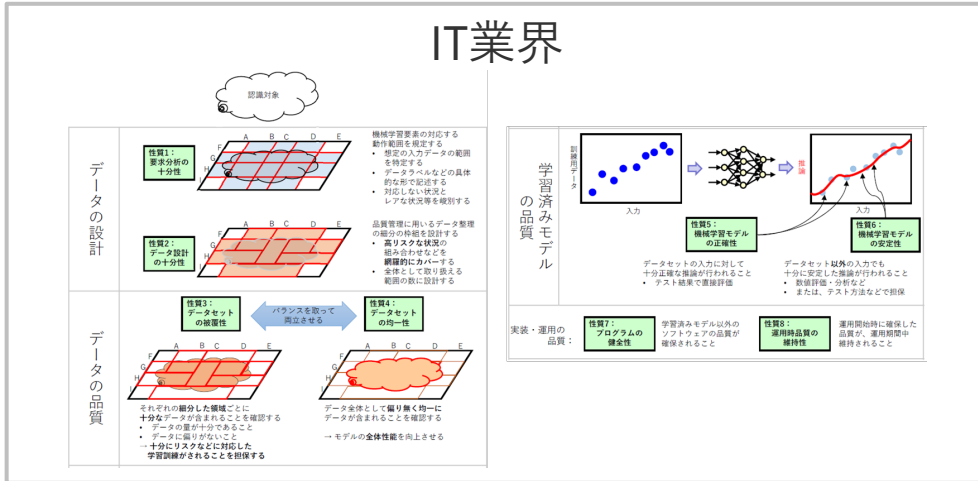 IT業界
認識対象
データの設計
A B C D E
F
G
H
I
性質1：
要求分析の
十分性
機械学習要素の対応する
動作範囲を規定する
• 想定の入力データの範囲
を特定する
• データラベルなどの具体
的な形で記述する
• 対応しない状況と
レアな状況等を峻別する
性質2：
データ設計
の十分性
品質管理に用いるデータ整理
の細分の枠組を設計する
• 高リスクな状況の
組み合わせなどを
網羅的にカバーする
• 全体として取り扱える
範囲の数に設計する
データの品質
性質3：
データセット
の被覆性
バランスを取って
両立させる
性質4：
データセット
の均一性
A B C D E
F
G
H
I
それぞれの細分した領域ごとに
十分なデータが含まれることを確認する
• データの量が十分であること
• データに偏りがないこと
→ 十分にリスクなどに対応した
学習訓練がされることを担保する
A B C D E
F
G
H
I
データ全体として偏り無く均一に
データが含まれることを確認する
→ モデルの全体性能を向上させる
学習済みモデル
の品質
訓練用データ
入力
推論
入力
性質5：
機械学習モデル
の正確性
性質6：
機械学習モデル
の安定性
データセットの入力に対して
十分正確な推論が行われること
• テスト結果で直接評価
データセット以外の入力でも
十分に安定した推論が行われること
• 数値評価・分析など
• または、テスト方法などで担保
実装・運用の
品質：
性質7：
プログラムの
健全性
学習済モデル以外の
ソフトウェアの品質が
確保されること
性質8：
運用時品質の
維持性
運用開始時に確保した
品質が、運用期間中
維持されること